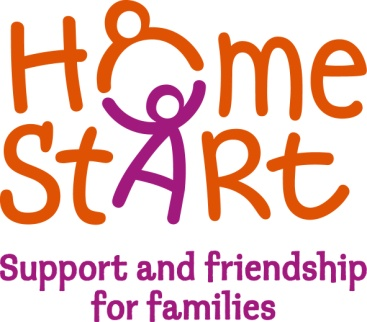 HOme
StARt
Support and friendship
for families